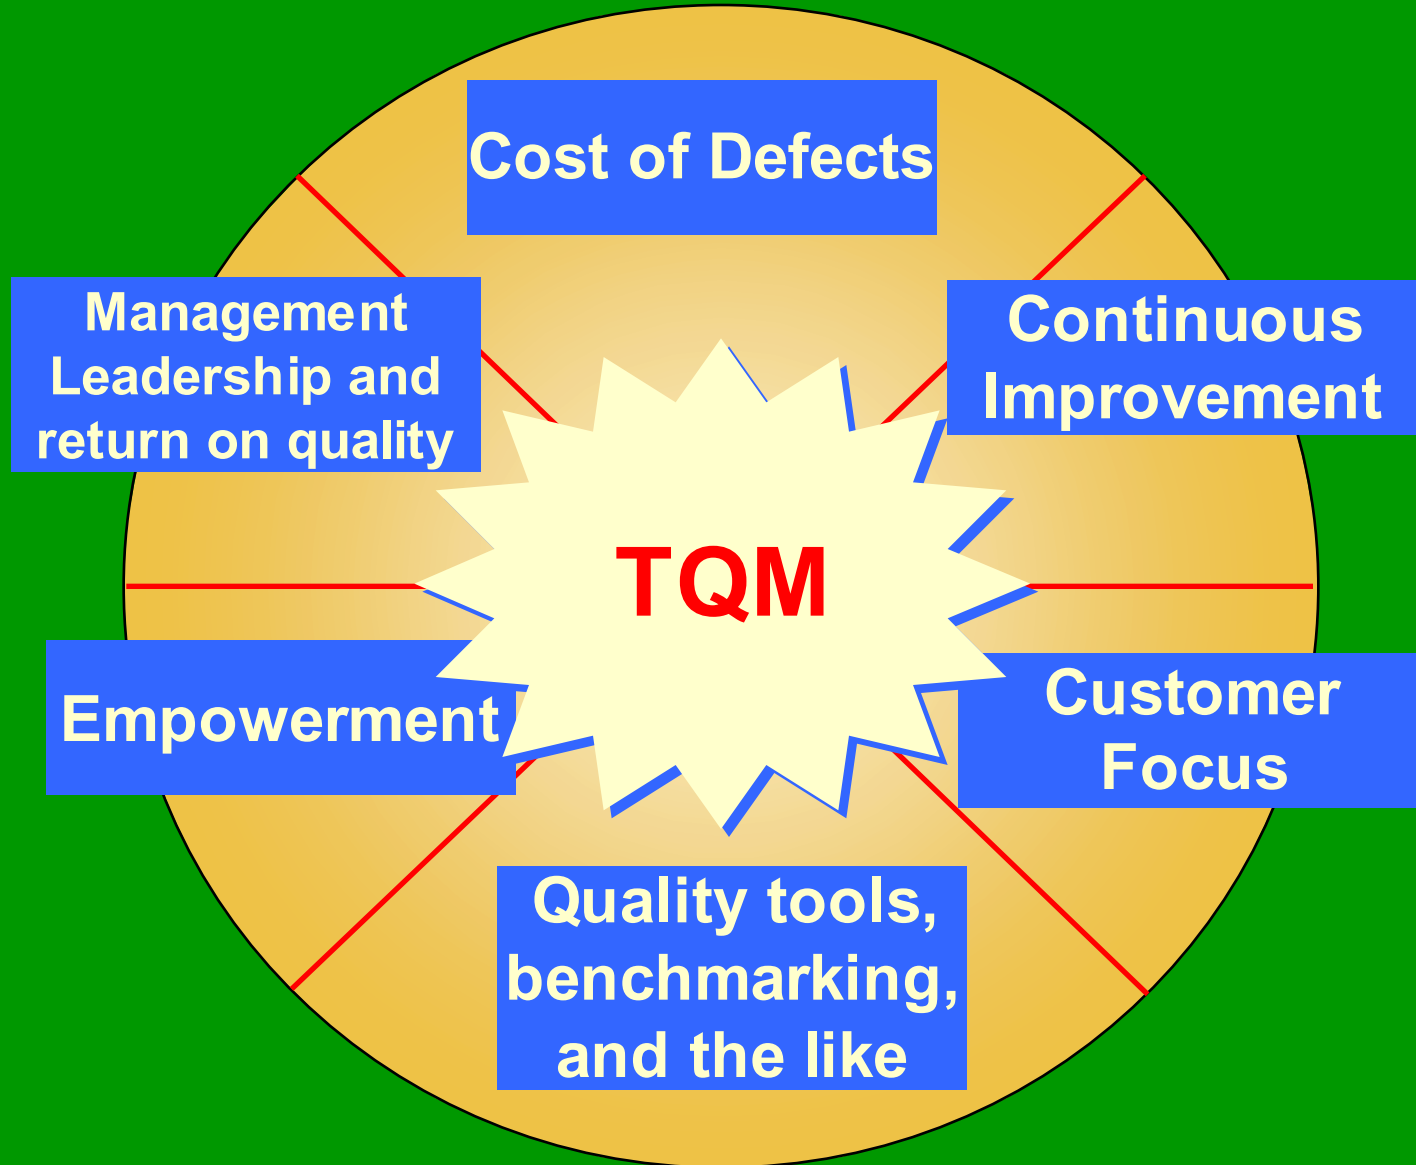 Cost of Defects
Management
Leadership and
return on quality
Continuous
Improvement
TQM
Empowerment
Customer
Focus
Quality tools,
benchmarking,
and the like